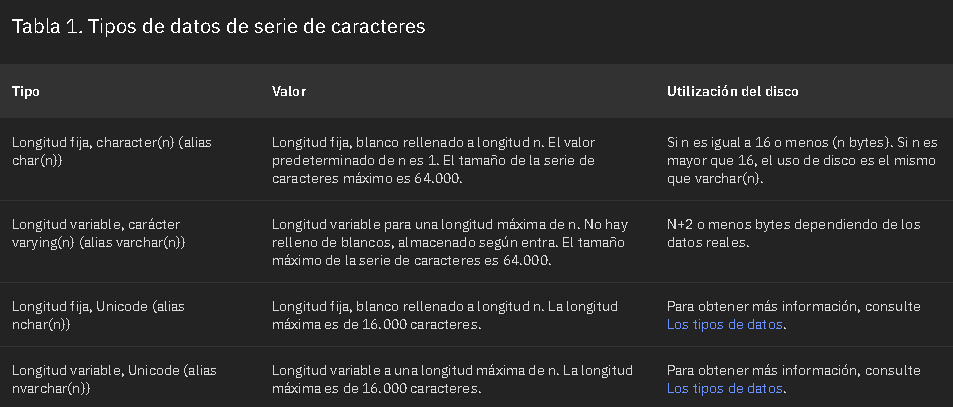 Tabla 1. Tipos de datos de serie de caracteres
Tipo
Valor
Utilización del disco
Longitud fija, character(n) (alias
char(n))
Longitud fija, blanco rellenado a longitud n. El valor
predeterminado de n es 1. El tamaño de la serie de
caracteres máximo es 64.000.
Si n es igual a 16 o menos (n bytes). Si n es
mayor que 16, el uso de disco es el mismo
que varchar(n).
Longitud variable, carácter
varying(n) (alias varchar(n))
Longitud variable para una longitud máxima de n. No hay
relleno de blancos, almacenado según entra. El tamaño
máximo de la serie de caracteres es 64.000.
N+2 o menos bytes dependiendo de los
datos reales.
Longitud fija, Unicode (alias
nchar(n))
Longitud fija, blanco rellenado a longitud n. La longitud
máxima es de 16.000 caracteres.
Para obtener más información, consulte
Los tipos de datos.
Longitud variable, Unicode (alias
nvarchar(n))
Longitud variable a una longitud máxima de n. La longitud
máxima es de 16.000 caracteres.
Para obtener más información, consulte
Los tipos de datos.